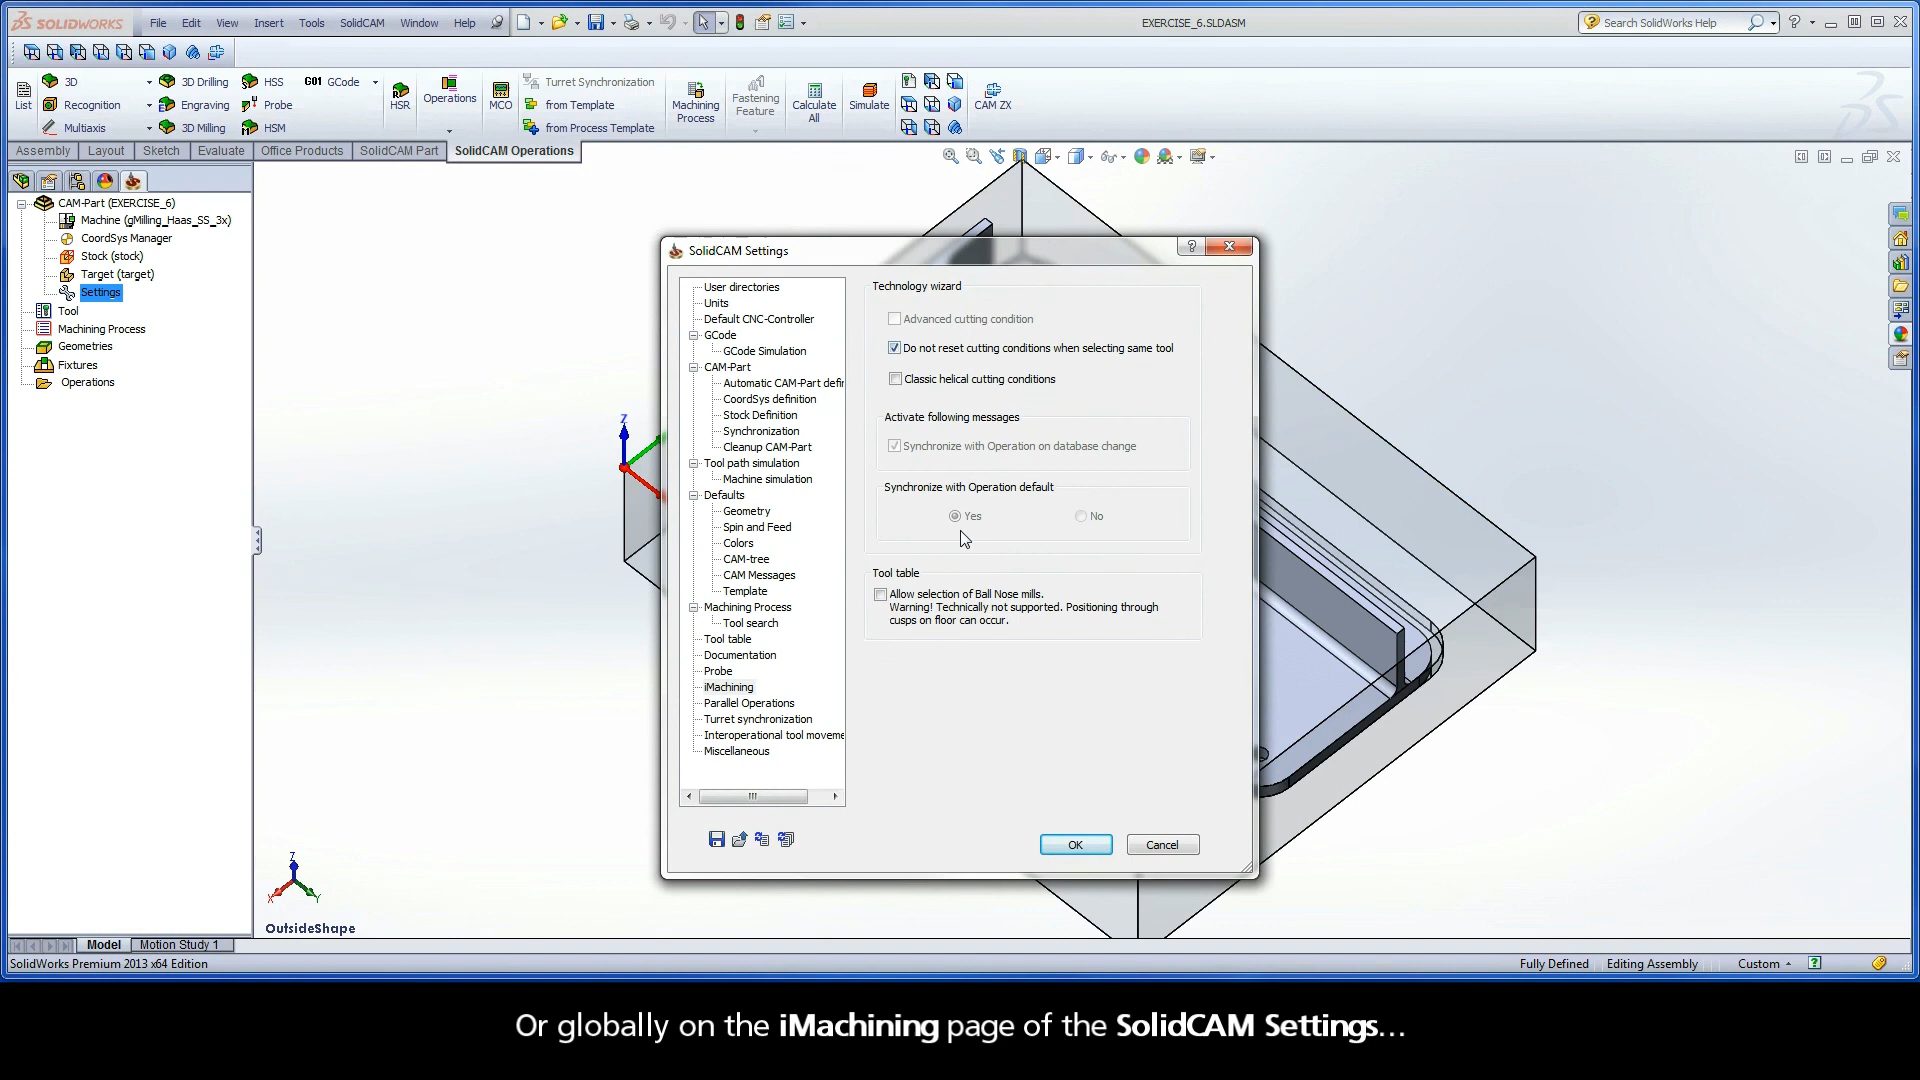 SOLIDWORKS
File Edit View Insert Tools SolidCAM Window Help
EXERCISE_6.SLDASM
Search SolidWorks Help
List
3D
Recognition
Multiaxis
3D Drilling
Engraving
3D Milling
HSS
Probe
HSM
G01 GCode
HSR
Operations
MCO
Turret Synchronization
from Template
from Process Template
Machining Process
Fastening Feature
Calculate All
Simulate
CAM ZX
Assembly Layout Sketch Evaluate Office Products SolidCAM Part SolidCAM Operations
CAM-Part (EXERCISE_6)
Machine (gMilling_Haas_SS_3x)
CoordSys Manager
Stock (stock)
Target (target)
Settings
Tool
Machining Process
Geometries
Fixtures
Operations
SolidCAM Settings
User directories
Units
Default CNC-Controller
GCode
GCode Simulation
CAM-Part
Automatic CAM-Part defir
CoordSys definition
Stock Definition
Synchronization
Cleanup CAM-Part
Tool path simulation
Machine simulation
Defaults
Geometry
Spin and Feed
Colors
CAM-tree
CAM Messages
Template
Machining Process
Tool search
Tool table
Documentation
Probe
iMachining
Parallel Operations
Turret synchronization
Interoperational tool moveme
Miscellaneous
Technology wizard
Advanced cutting condition
Do not reset cutting conditions when selecting same tool
Classic helical cutting conditions
Activate following messages
Synchronize with Operation on database change
Synchronize with Operation default
Yes No
Tool table
Allow selection of Ball Nose mills.
Warning! Technically not supported. Positioning through
cusps on floor can occur.
OK Cancel
Z
Z
X Y
OutsideShape
Model Motion Study 1
SolidWorks Premium 2013 x64 Edition
Fully Defined Editing Assembly Custom
Or globally on the iMachining page of the SolidCAM Settings...